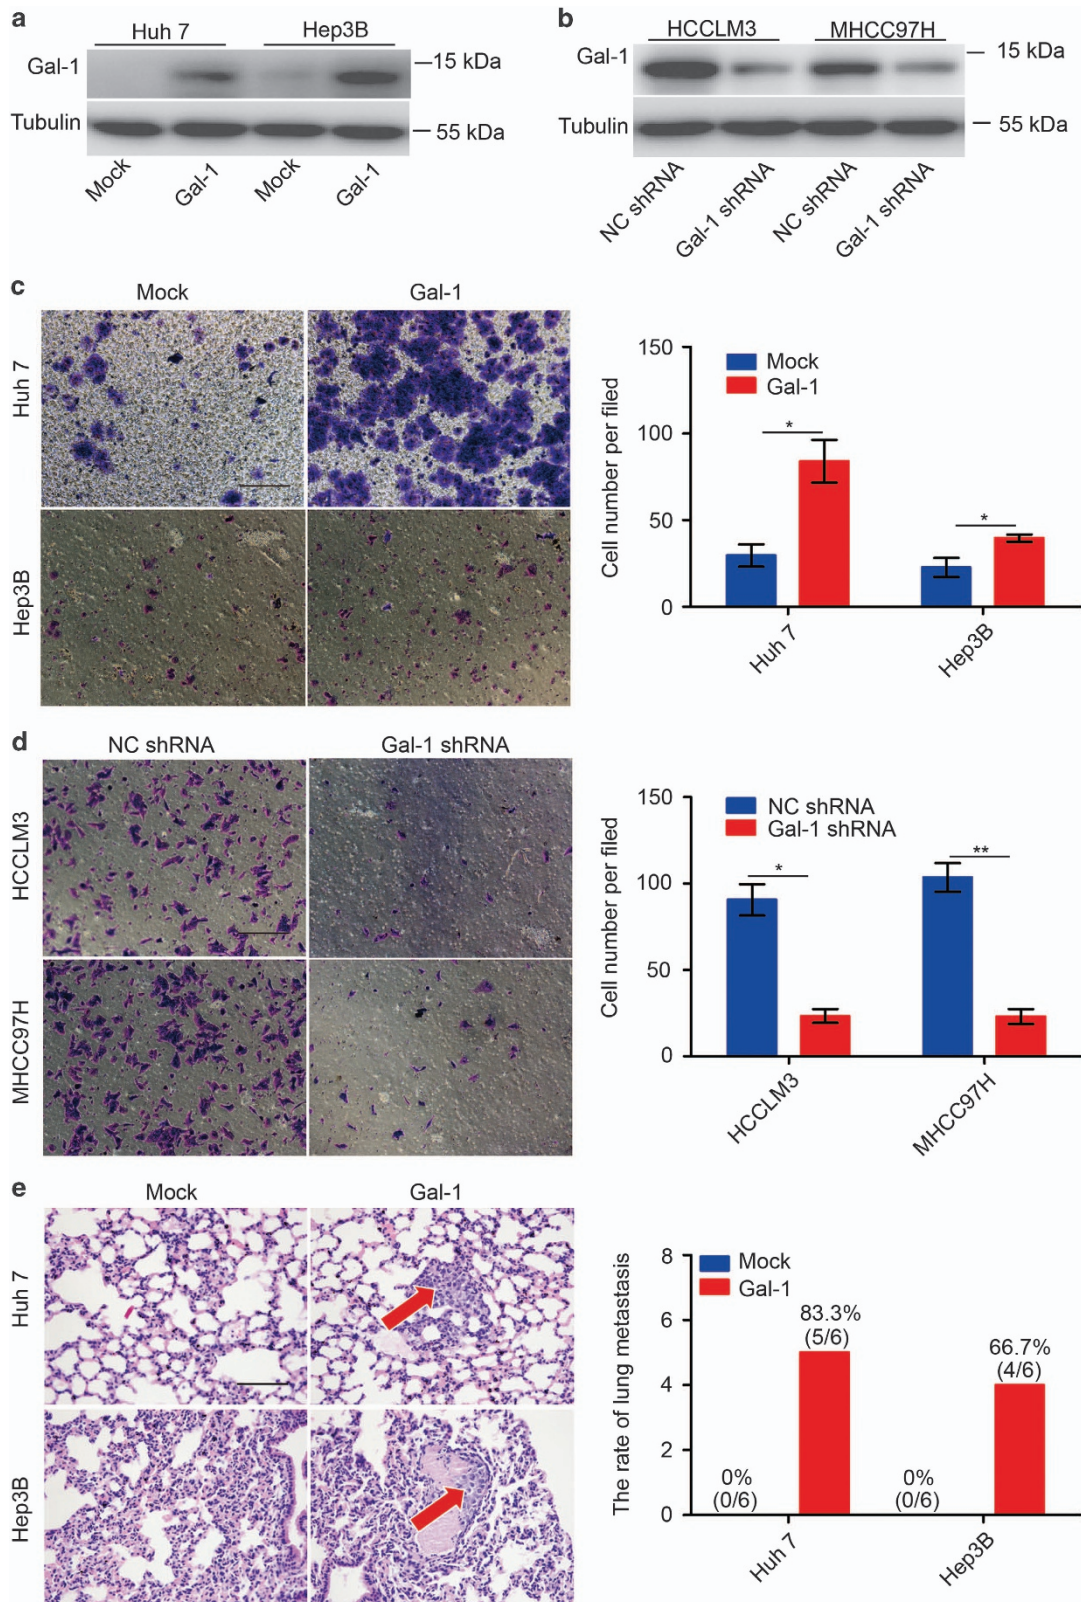 a
Huh 7 Hep3B
Gal-1 15 kDa
Tubulin 55 kDa
Mock Gal-1 Mock Gal-1
b
HCCLM3 MHCC97H
Gal-1 15 kDa
Tubulin 55 kDa
NC shRNA Gal-1 shRNA NC shRNA Gal-1 shRNA
c
Mock Gal-1
Huh 7
Hep3B
Cell number per filed
150
100
50
0
Mock
Gal-1
*
*
Huh 7 Hep3B
d
NC shRNA Gal-1 shRNA
HCCLM3
MHCC97H
Cell number per filed
150
100
50
0
NC shRNA
Gal-1 shRNA
*
**
HCCLM3 MHCC97H
e
Mock Gal-1
Huh 7
Hep3B
The rate of lung metastasis
8
6
4
2
0
Mock
Gal-1
0%
(0/6)
83.3%
(5/6)
0%
(0/6)
66.7%
(4/6)
Huh 7 Hep3B